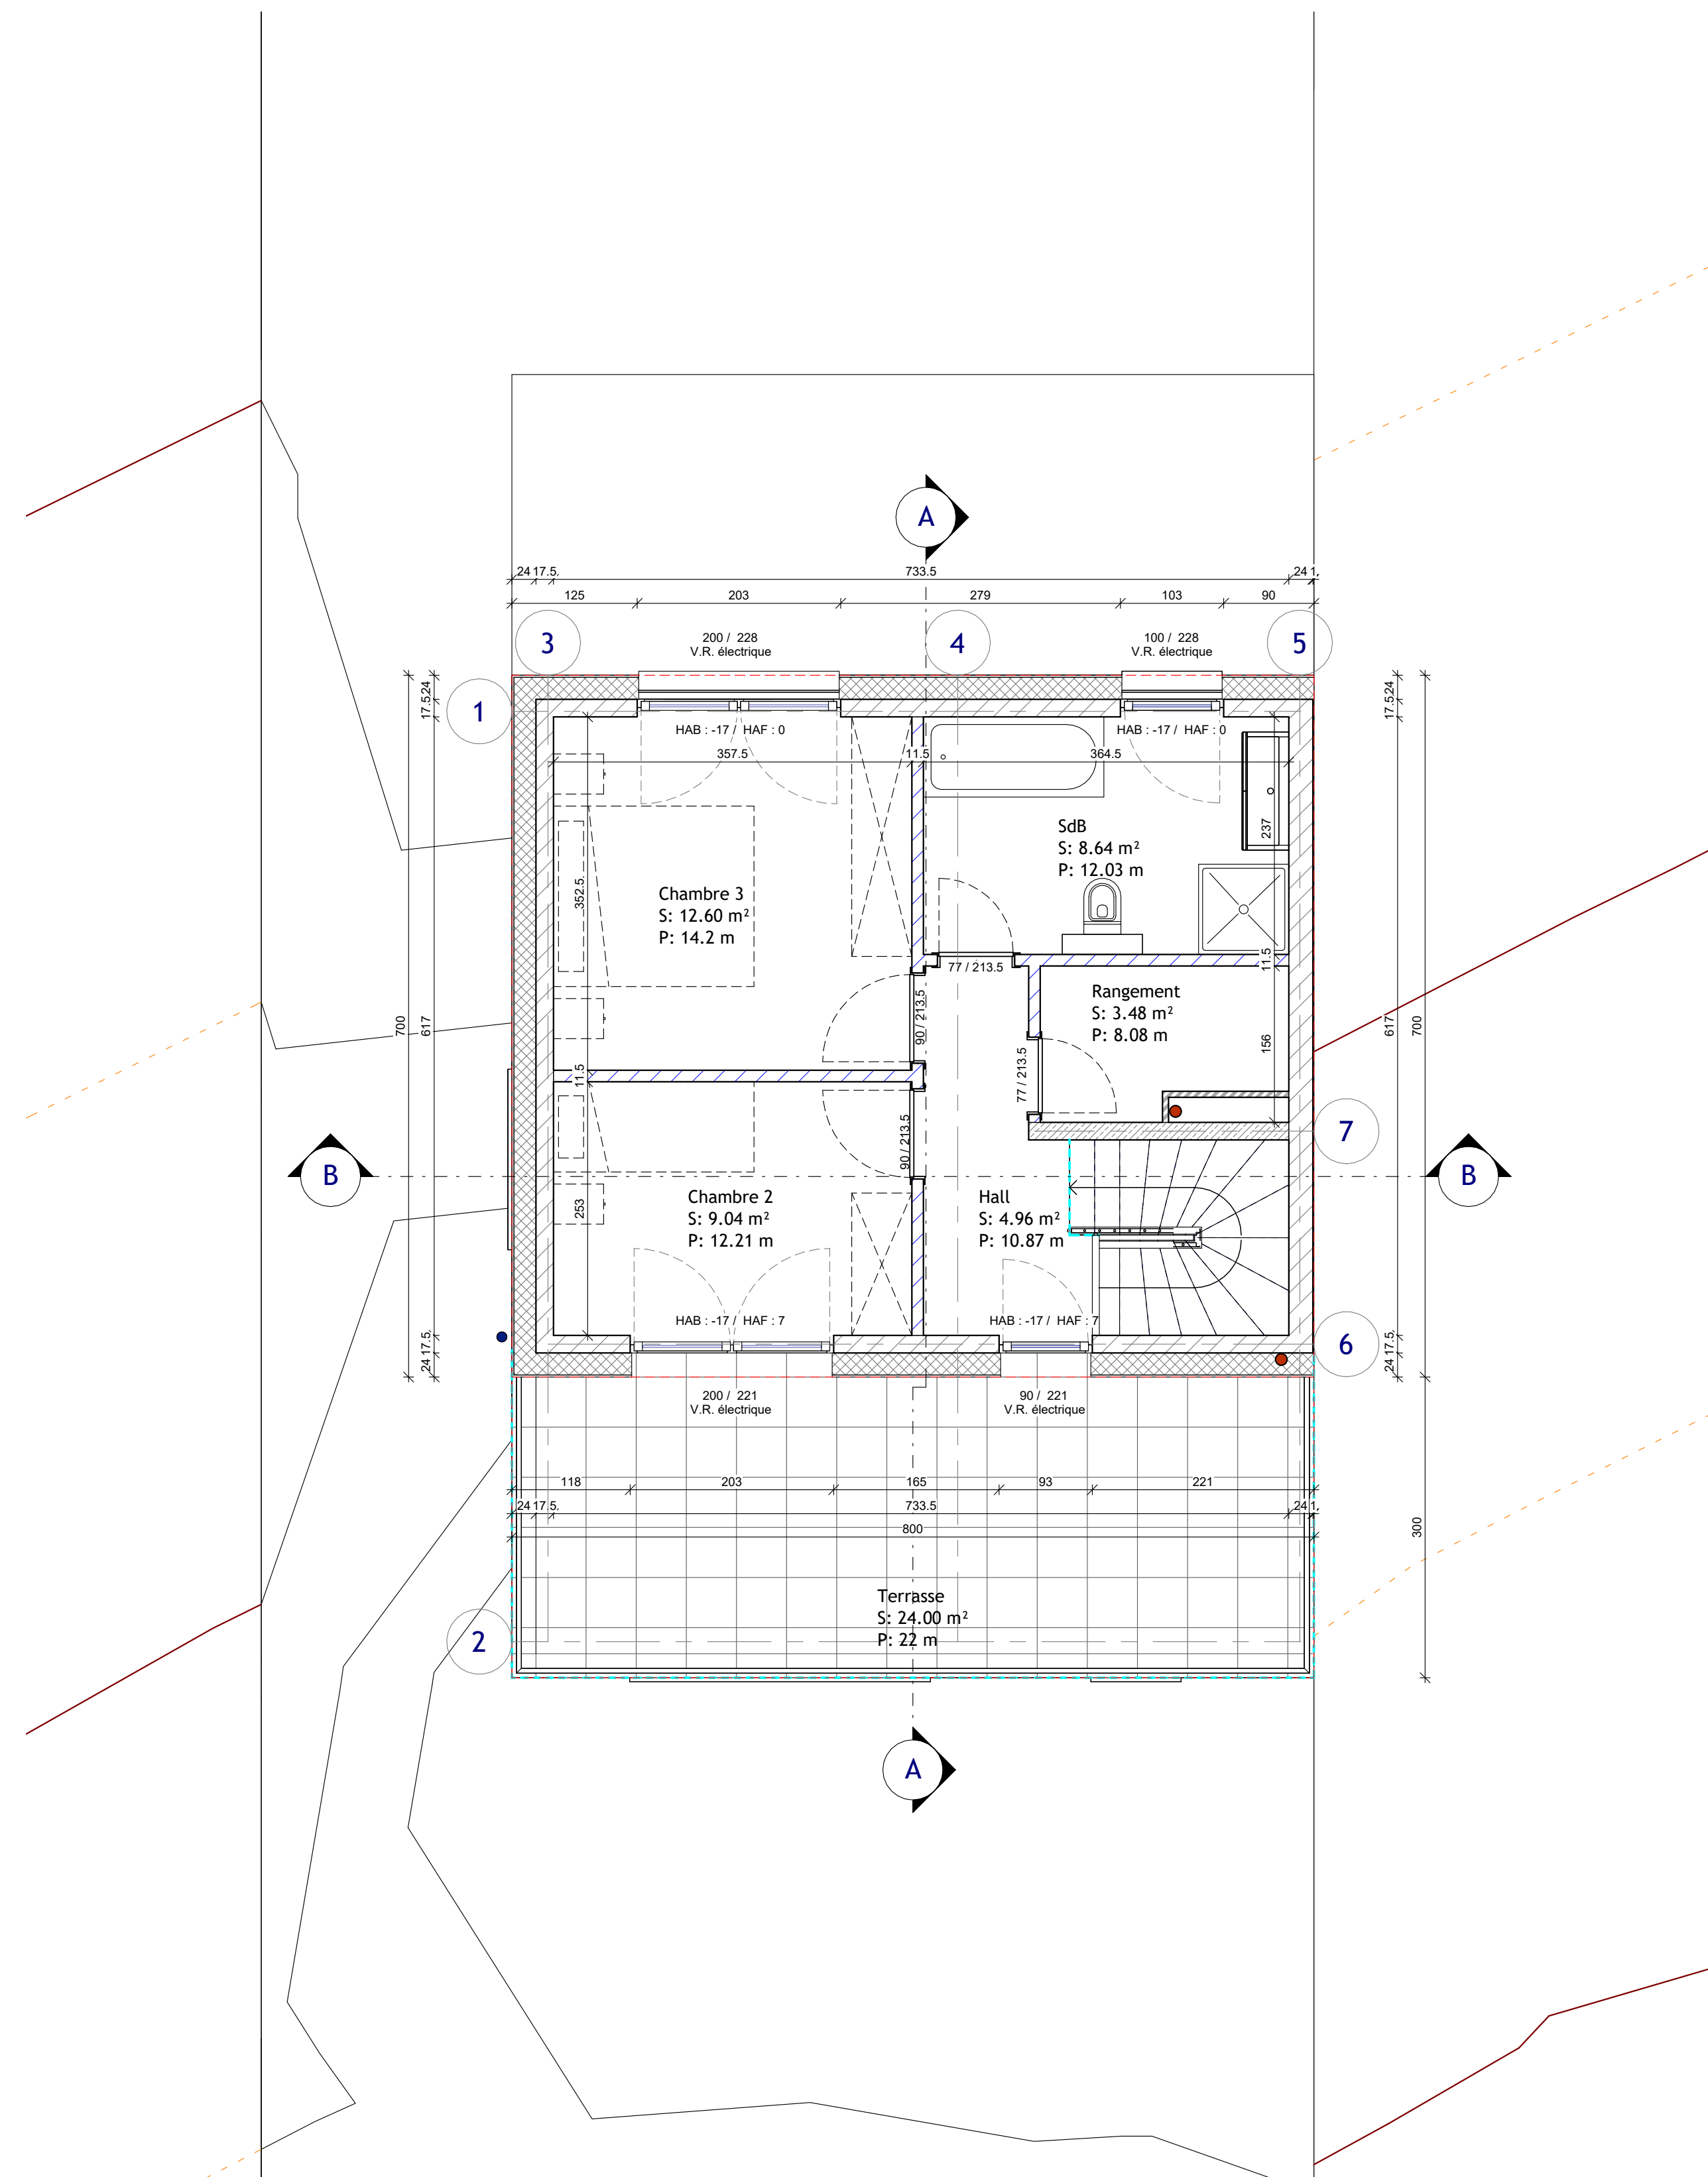 A
24 17.5 733.5 24 1
125 203 279 103 90
3 4 5
200 / 228
V.R. électrique
100 / 228
V.R. électrique
1
17.5 24
17.5 24
HAB : -17 / HAF : 0
HAB : -17 / HAF : 0
357.5 11.5 364.5
SdB
S: 8.64 m²
P: 12.03 m
237
Chambre 3
S: 12.60 m²
P: 14.2 m
352.5
77 / 213.5
11.5
90 / 213.5
Rangement
S: 3.48 m²
P: 8.08 m
700
617
617
700
156
77 / 213.5
11.5
90 / 213.5
7
B
B
Chambre 2
S: 9.04 m²
P: 12.21 m
253
Hall
S: 4.96 m²
P: 10.87 m
HAB : -17 / HAF : 7
HAB : -17 / HAF : 7
24 17.5
24 17.5
6
200 / 221
V.R. électrique
90 / 221
V.R. électrique
118 203 165 93 221
24 17.5 733.5 24 1
800
300
Terrasse
S: 24.00 m²
P: 22 m
2
A